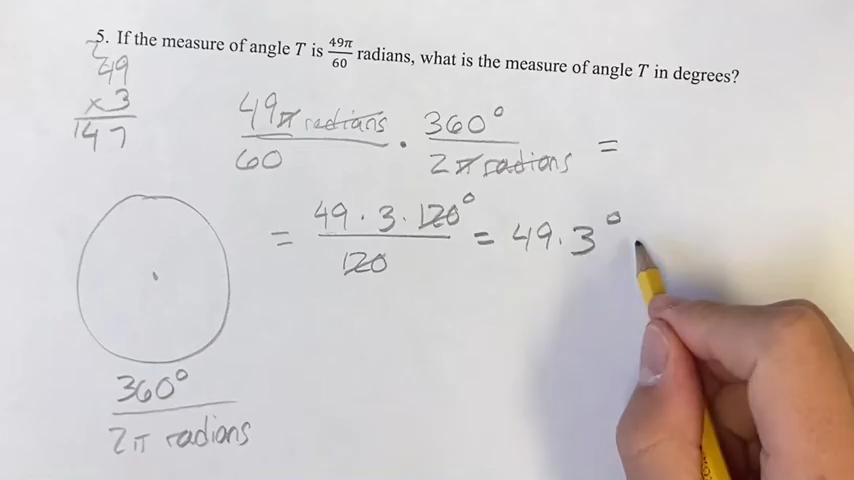 5. If the measure of angle T is 49π/60 radians, what is the measure of angle T in degrees?
2
49
×3
147
49π radians/60 · 360°/2π radians =
= 49·3·120°/120 = 49·3°
360°/2π radians